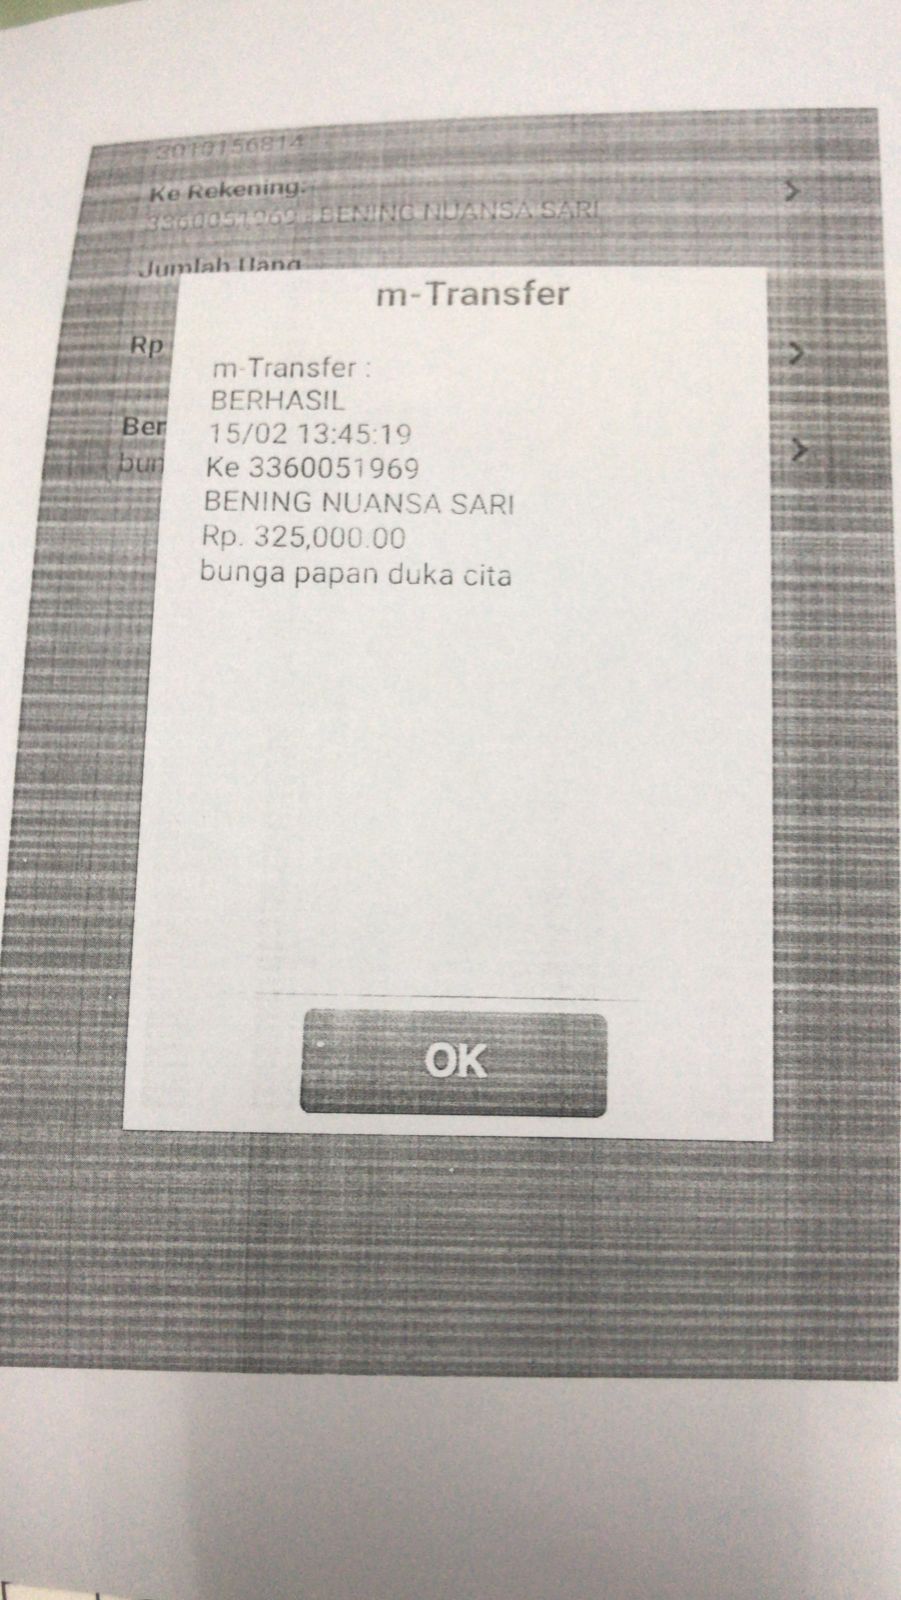 3010156814
Ke Rekening:
3360051969 - BENING NUANSA SARI
Jumlah Uang
Rp
Ber
bun
m-Transfer
m-Transfer :
BERHASIL
15/02 13:45:19
Ke 3360051969
BENING NUANSA SARI
Rp. 325,000.00
bunga papan duka cita
OK